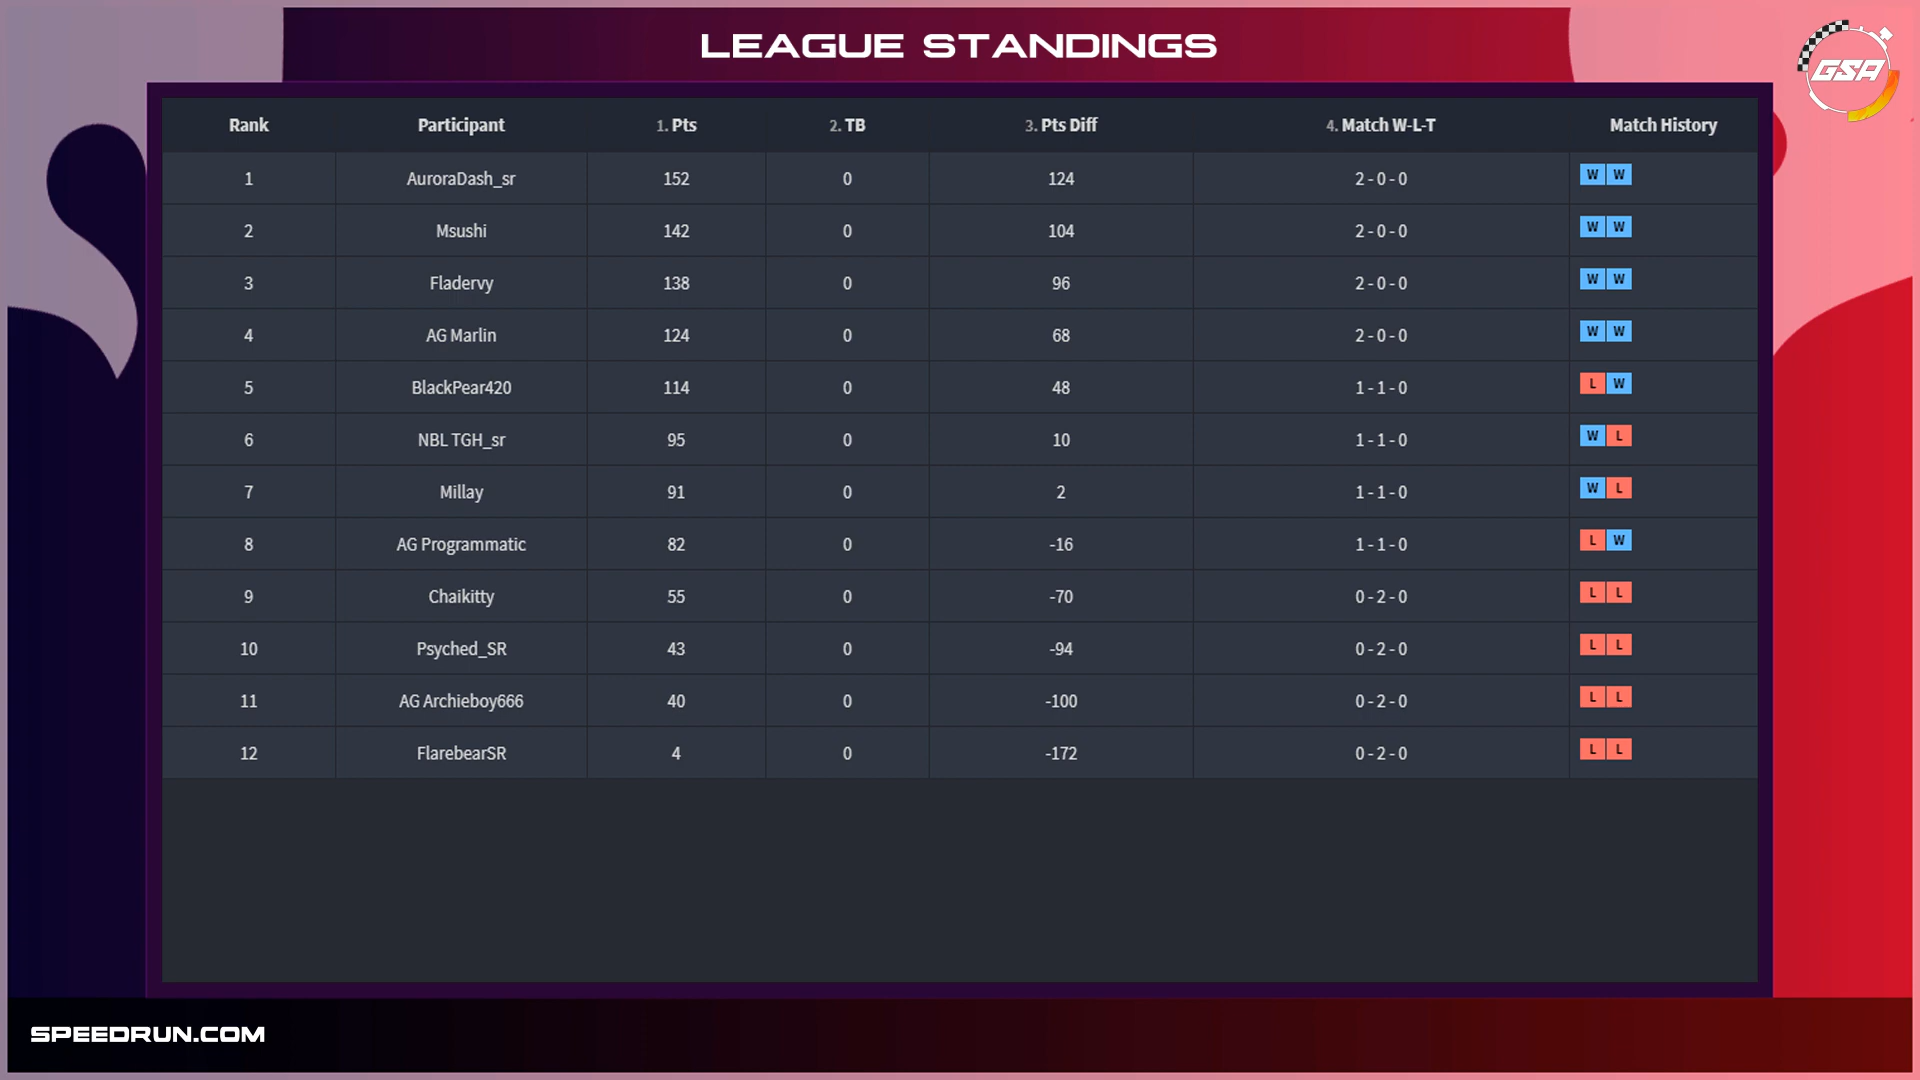 LEAGUE STANDINGS
GSA
Rank Participant 1. Pts 2. TB 3. Pts Diff 4. Match W-L-T Match History
1 AuroraDash_sr 152 0 124 2 - 0 - 0 W W
2 Msushi 142 0 104 2 - 0 - 0 W W
3 Fladervy 138 0 96 2 - 0 - 0 W W
4 AG Marlin 124 0 68 2 - 0 - 0 W W
5 BlackPear420 114 0 48 1 - 1 - 0 L W
6 NBL TGH_sr 95 0 10 1 - 1 - 0 W L
7 Millay 91 0 2 1 - 1 - 0 W L
8 AG Programmatic 82 0 -16 1 - 1 - 0 L W
9 Chaikitty 55 0 -70 0 - 2 - 0 L L
10 Psyched_SR 43 0 -94 0 - 2 - 0 L L
11 AG Archieboy666 40 0 -100 0 - 2 - 0 L L
12 FlarebearSR 4 0 -172 0 - 2 - 0 L L
SPEEDRUN.COM